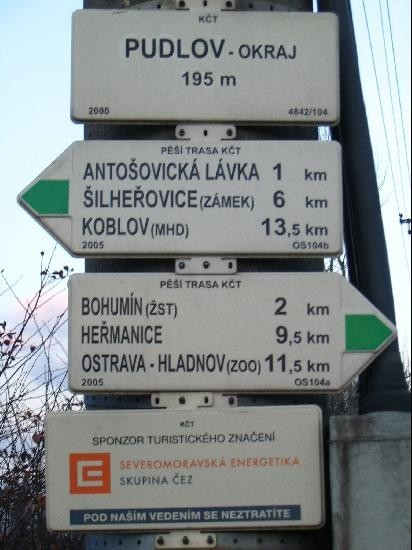 KČT
PUDLOV - OKRAJ
195 m
2000 4842/104
PĚŠÍ TRASA KČT
ANTOŠOVICKÁ LÁVKA 1 km
ŠILHEŘOVICE (ZÁMEK) 6 km
KOBLOV (MHD) 13,5 km
2005 OS104b
PĚŠÍ TRASA KČT
BOHUMÍN (ŽST) 2 km
HEŘMANICE 9,5 km
OSTRAVA - HLADNOV (ZOO) 11,5 km
2005 OS104a
KČT
SPONZOR TURISTICKÉHO ZNAČENÍ
SEVEROMORAVSKÁ ENERGETIKA
SKUPINA ČEZ
POD NAŠÍM VEDENÍM SE NEZTRATÍTE